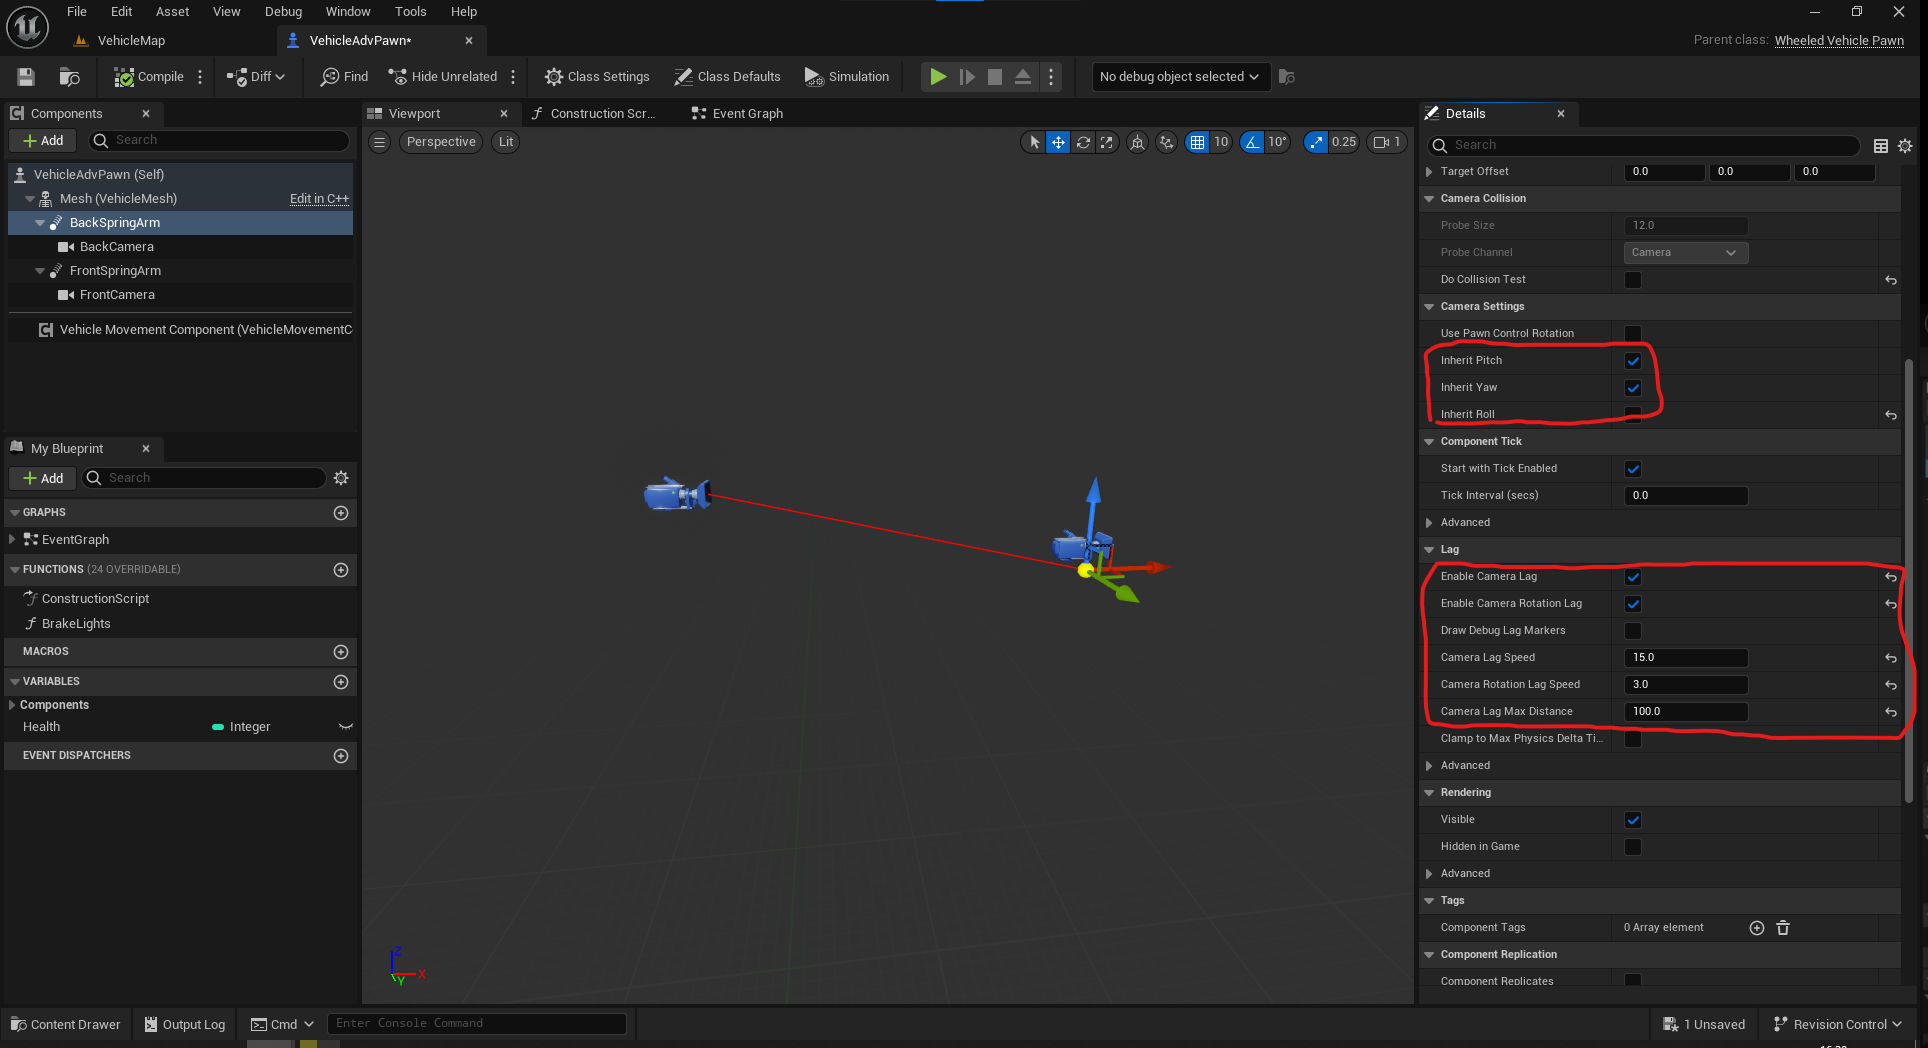 File Edit Asset View Debug Window Tools Help
VehicleMap
VehicleAdvPawn*
Parent class: Wheeled Vehicle Pawn
Compile
Diff
Find
Hide Unrelated
Class Settings
Class Defaults
Simulation
No debug object selected
Components
Add
Search
VehicleAdvPawn (Self)
Mesh (VehicleMesh) Edit in C++
BackSpringArm
BackCamera
FrontSpringArm
FrontCamera
Vehicle Movement Component (VehicleMovementC
My Blueprint
Add
Search
GRAPHS
EventGraph
FUNCTIONS (24 OVERRIDABLE)
ConstructionScript
BrakeLights
MACROS
VARIABLES
Components
Health Integer
EVENT DISPATCHERS
Viewport
Construction Scr...
Event Graph
Perspective
Lit
10
10°
0.25
1
Z
X
Y
Details
Search
Target Offset 0.0 0.0 0.0
Camera Collision
Probe Size 12.0
Probe Channel Camera
Do Collision Test
Camera Settings
Use Pawn Control Rotation
Inherit Pitch
Inherit Yaw
Inherit Roll
Component Tick
Start with Tick Enabled
Tick Interval (secs) 0.0
Advanced
Lag
Enable Camera Lag
Enable Camera Rotation Lag
Draw Debug Lag Markers
Camera Lag Speed 15.0
Camera Rotation Lag Speed 3.0
Camera Lag Max Distance 100.0
Clamp to Max Physics Delta Ti...
Advanced
Rendering
Visible
Hidden in Game
Advanced
Tags
Component Tags 0 Array element
Component Replication
Component Replicates
Content Drawer
Output Log
Cmd
Enter Console Command
1 Unsaved
Revision Control